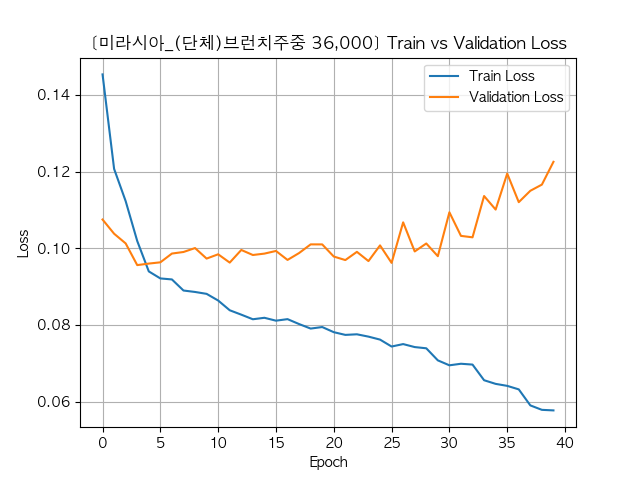 [미라시아_(단체)브런치주중 36,000] Train vs Validation Loss
Train Loss
Validation Loss
0.14
0.12
0.10
0.08
0.06
Loss
0 5 10 15 20 25 30 35 40
Epoch